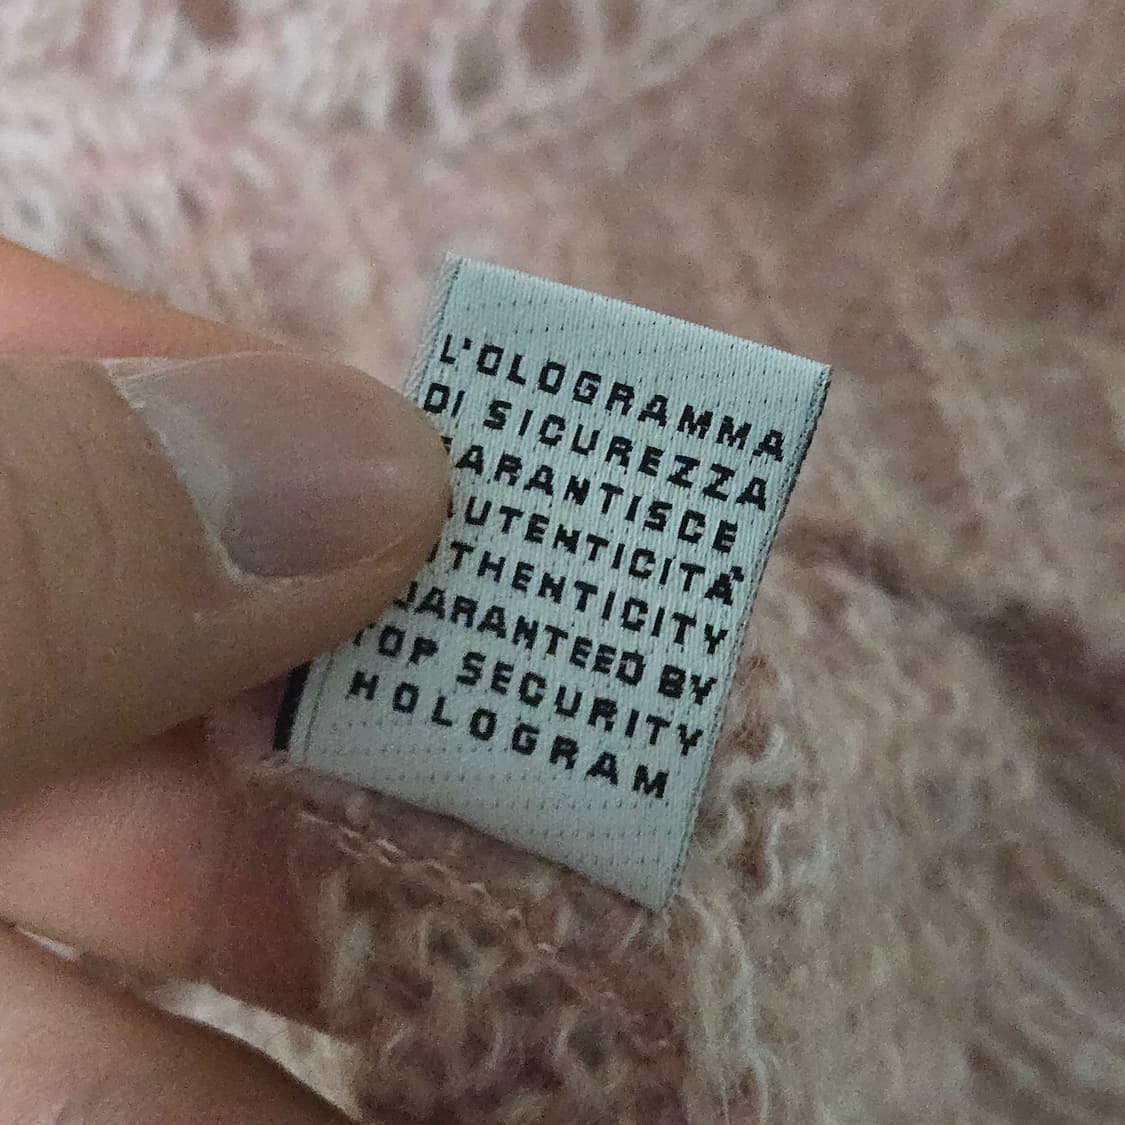 L'OLOGRAMMA
DI SICUREZZA
GARANTISCE
AUTENTICITÀ
AUTHENTICITY
GUARANTEED BY
TOP SECURITY
HOLOGRAM